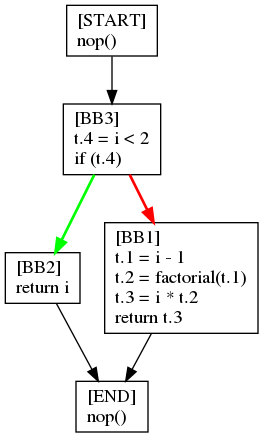 [START]
nop()
[BB3]
t.4 = i < 2
if (t.4)
[BB2]
return i
[BB1]
t.1 = i - 1
t.2 = factorial(t.1)
t.3 = i * t.2
return t.3
[END]
nop()